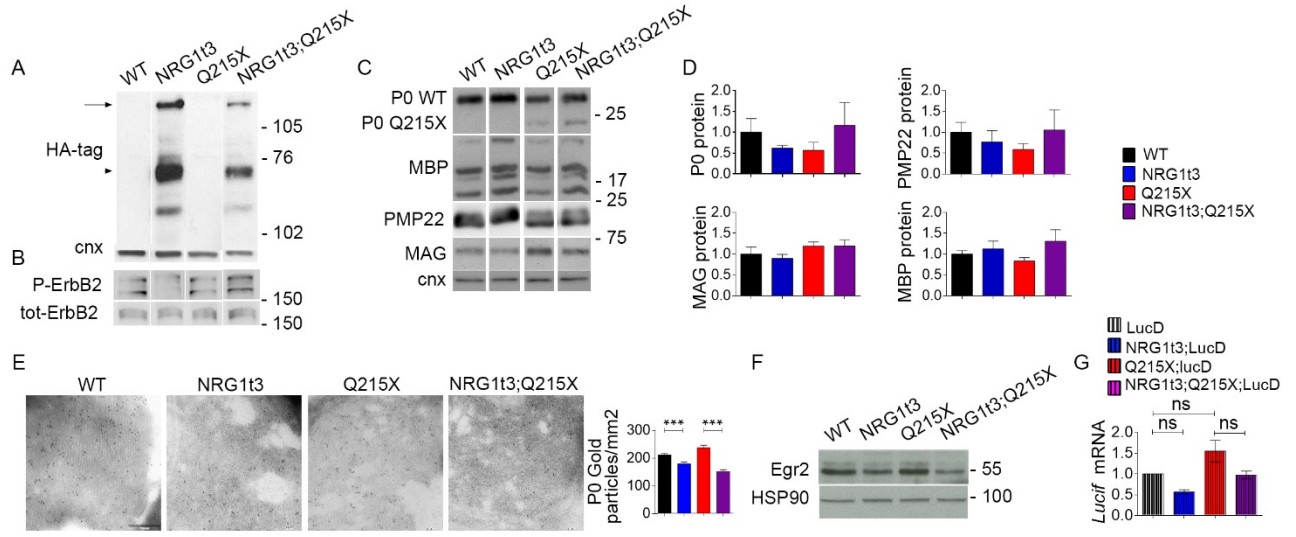 A
WT
NRG1t3
Q215X
NRG1t3;Q215X
HA-tag
- 105
- 76
- 102
cnx
B
P-ErbB2
- 150
tot-ErbB2
- 150
C
WT
NRG1t3
Q215X
NRG1t3;Q215X
P0 WT
- 25
P0 Q215X
MBP
- 17
- 25
PMP22
- 75
MAG
cnx
D
P0 protein
2.0
1.5
1.0
0.5
0.0
PMP22 protein
2.0
1.5
1.0
0.5
0.0
MAG protein
2.0
1.5
1.0
0.5
0.0
MBP protein
2.0
1.5
1.0
0.5
0.0
WT
NRG1t3
Q215X
NRG1t3;Q215X
E
WT
NRG1t3
Q215X
NRG1t3;Q215X
P0 Gold
particles/mm2
300
200
100
0
***
***
F
WT
NRG1t3
Q215X
NRG1t3;Q215X
Egr2
- 55
HSP90
- 100
G
LucD
NRG1t3;LucD
Q215X;lucD
NRG1t3;Q215X;LucD
Lucif mRNA
2.0
1.5
1.0
0.5
0.0
ns
ns
ns